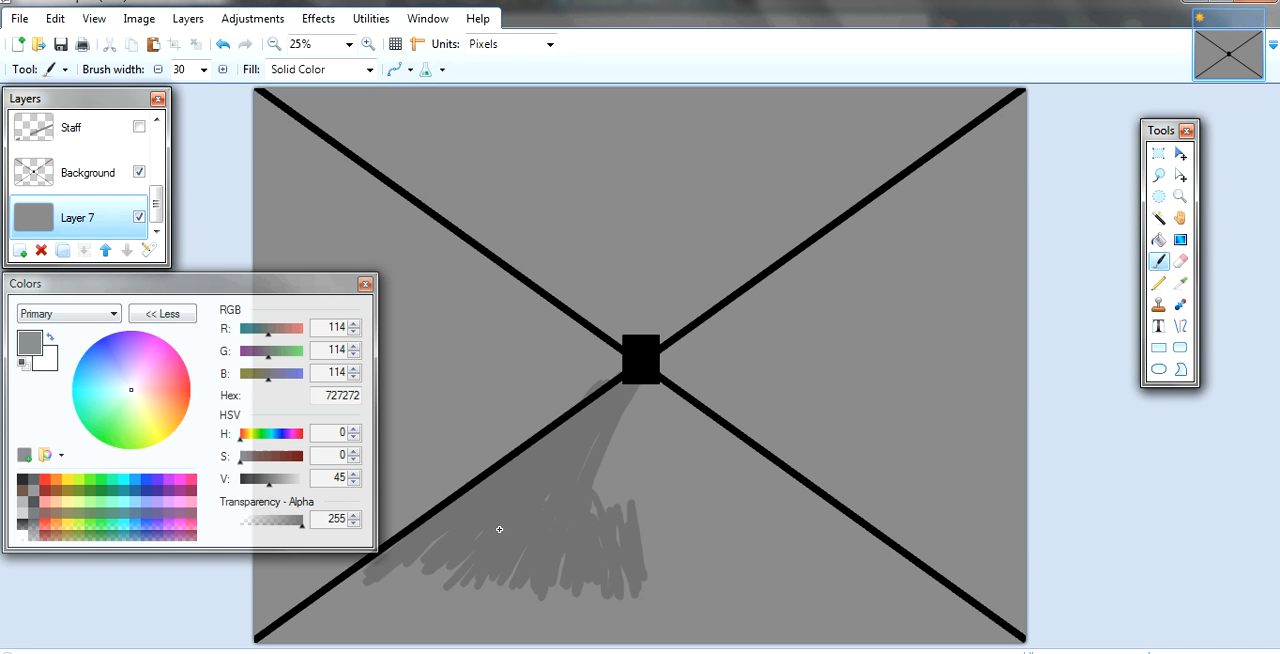 File Edit View Image Layers Adjustments Effects Utilities Window Help
25% Units: Pixels
Tool: Brush width: 30 Fill: Solid Color
Layers
Staff
Background
Layer 7
Colors
Primary << Less
RGB
R: 114
G: 114
B: 114
Hex: 727272
HSV
H: 0
S: 0
V: 45
Transparency - Alpha
255
Tools
T